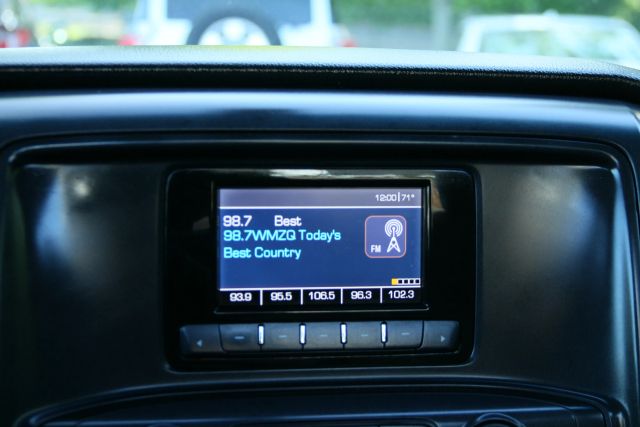 12:00 71°
98.7 Best
98.7WMZQ Today's
Best Country
FM
93.9 95.5 106.5 96.3 102.3